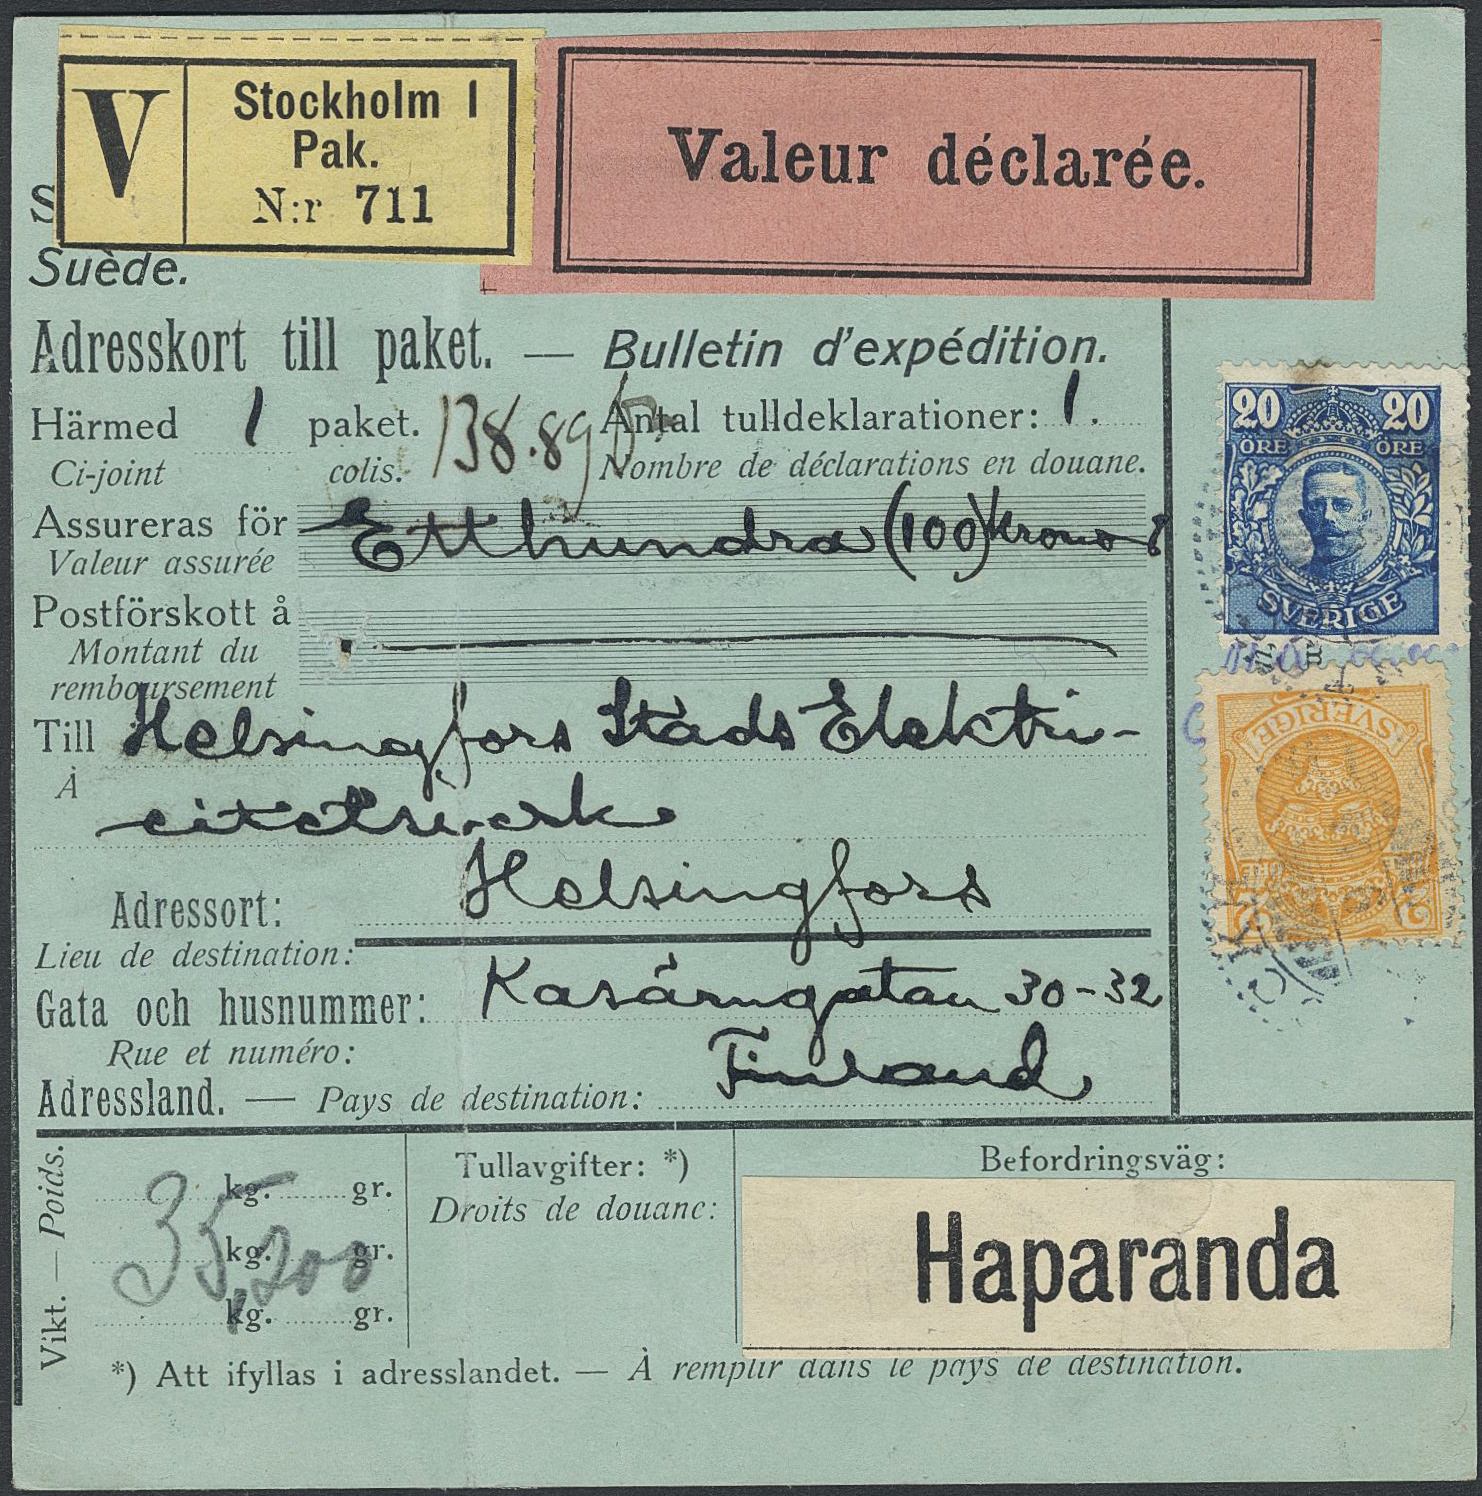 V
Stockholm 1
Pak.
N:r 711
Valeur déclarée.
S
Suède.
Adresskort till paket. — Bulletin d'expédition.
Härmed 1 paket. 138.89 Antal tulldeklarationer: 1.
Ci-joint colis. Nombre de déclarations en douane.
Assureras för Etthundra (100) kronor
Valeur assurée
Postförskott å
Montant du
remboursement
Till Helsingfors Stads Elektri-
À
citetsverk
Adressort: Helsingfors
Lieu de destination:
Gata och husnummer: Kasärngatan 30-32
Rue et numéro:
Finland
Adressland. — Pays de destination:
Vikt. — Poids.
kg. gr.
kg. gr.
kg. gr.
35,200
Tullavgifter: *)
Droits de douane:
Befordringsväg:
Haparanda
*) Att ifyllas i adresslandet. — À remplir dans le pays de destination.
20 20
ÖRE ÖRE
SVERIGE
SVERIGE